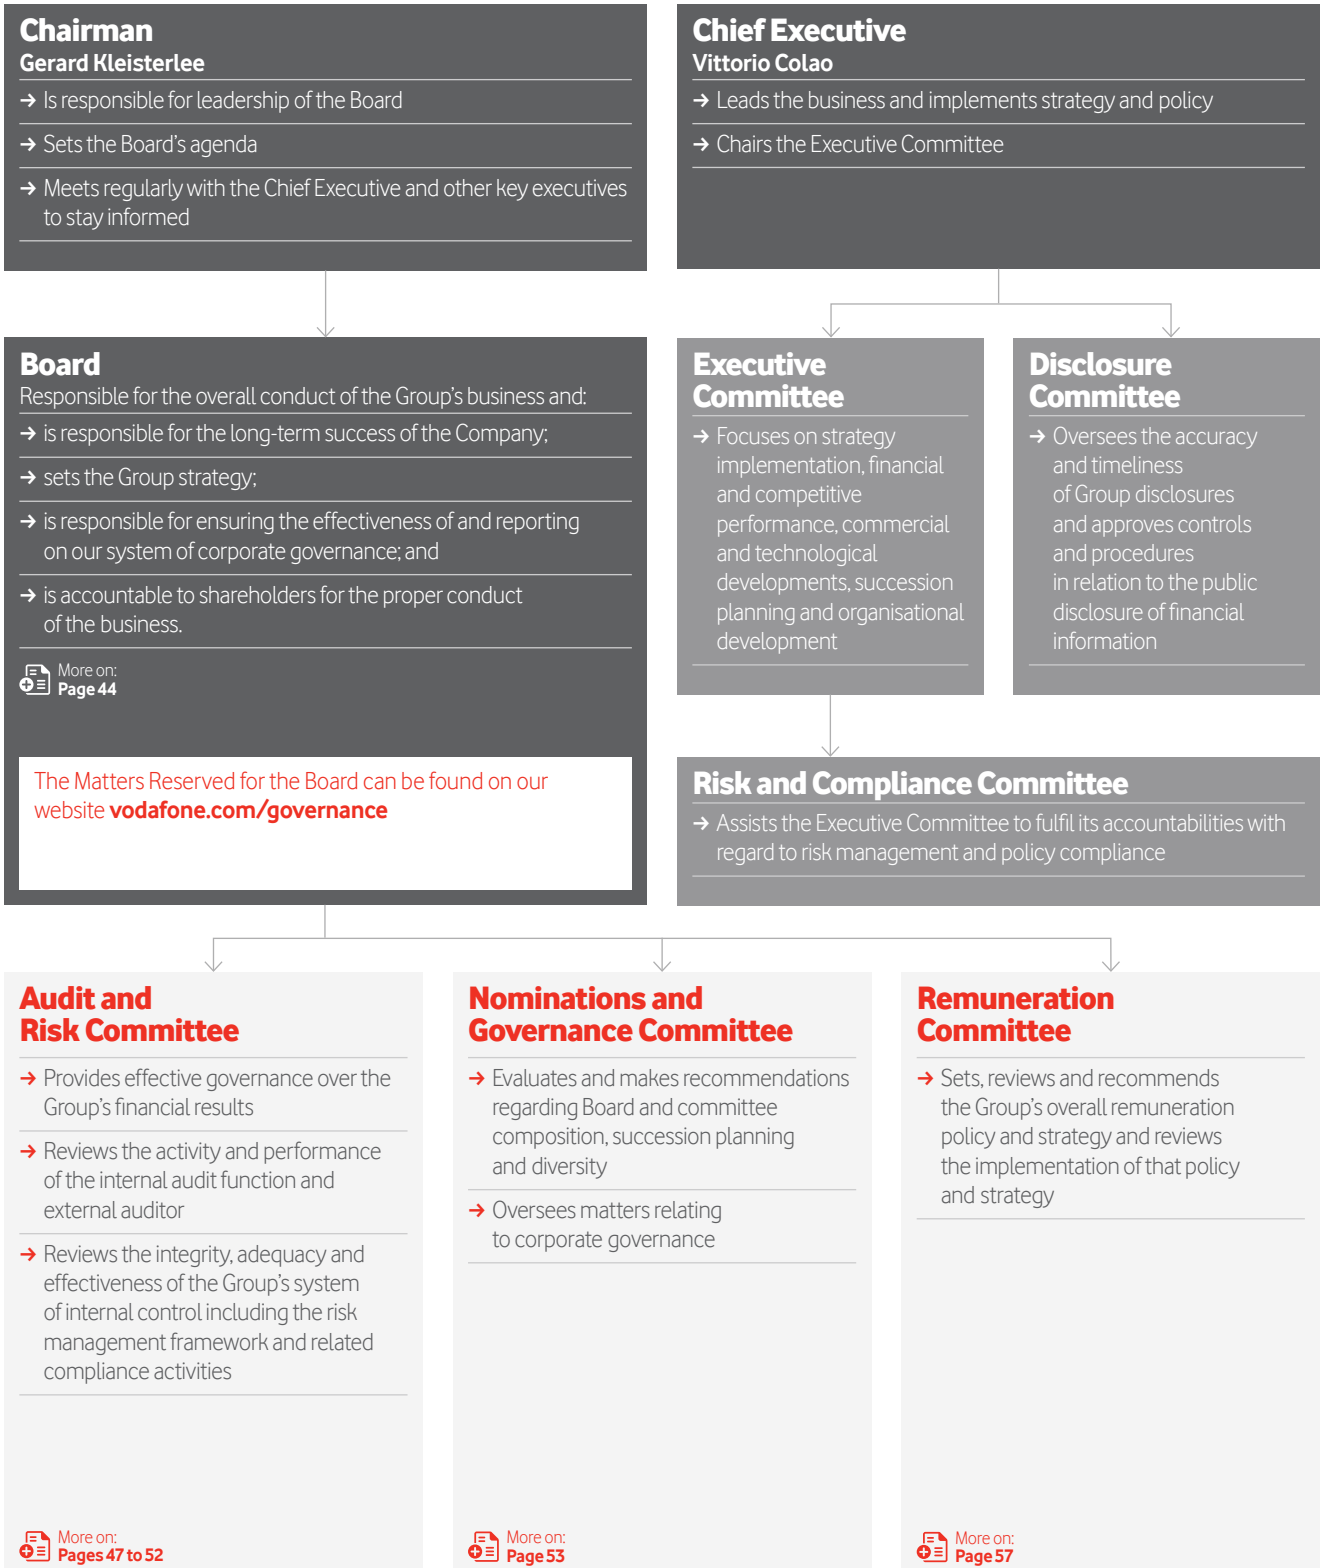 Chairman
Gerard Kleisterlee
→ Is responsible for leadership of the Board
→ Sets the Board's agenda
→ Meets regularly with the Chief Executive and other key executives
to stay informed
Chief Executive
Vittorio Colao
→ Leads the business and implements strategy and policy
→ Chairs the Executive Committee
Board
Responsible for the overall conduct of the Group's business and:
→ is responsible for the long-term success of the Company;
→ sets the Group strategy;
→ is responsible for ensuring the effectiveness of and reporting
on our system of corporate governance; and
→ is accountable to shareholders for the proper conduct
of the business.
More on:
Page 44
The Matters Reserved for the Board can be found on our
website vodafone.com/governance
Executive
Committee
→ Focuses on strategy
implementation, financial
and competitive
performance, commercial
and technological
developments, succession
planning and organisational
development
Disclosure
Committee
→ Oversees the accuracy
and timeliness
of Group disclosures
and approves controls
and procedures
in relation to the public
disclosure of financial
information
Risk and Compliance Committee
→ Assists the Executive Committee to fulfil its accountabilities with
regard to risk management and policy compliance
Audit and
Risk Committee
→ Provides effective governance over the
Group's financial results
→ Reviews the activity and performance
of the internal audit function and
external auditor
→ Reviews the integrity, adequacy and
effectiveness of the Group's system
of internal control including the risk
management framework and related
compliance activities
More on:
Pages 47 to 52
Nominations and
Governance Committee
→ Evaluates and makes recommendations
regarding Board and committee
composition, succession planning
and diversity
→ Oversees matters relating
to corporate governance
More on:
Page 53
Remuneration
Committee
→ Sets, reviews and recommends
the Group's overall remuneration
policy and strategy and reviews
the implementation of that policy
and strategy
More on:
Page 57